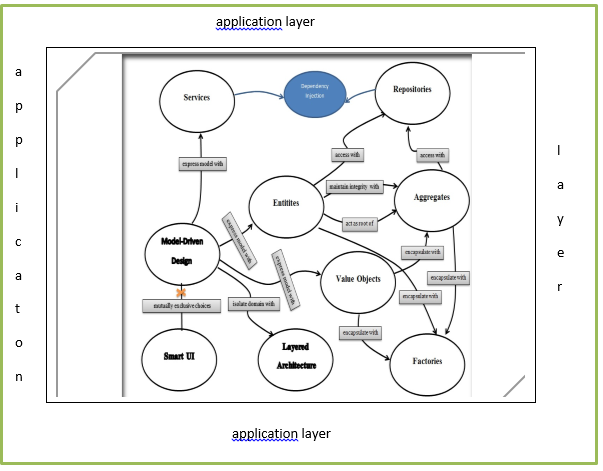 application layer
a
p
p
l
i
c
a
t
o
n
Services
Dependency
Injection
Repositories
express model with
access with
access with
Entitites
maintain integrity with
Aggregates
act as root of
Model-Driven
Design
express model with
express model with
Value Objects
encapsulate with
encapsulate with
encapsulate with
mutually exclusive choices
isolate domain with
encapsulate with
Smart UI
Layered
Architecture
Factories
l
a
y
e
r
application layer